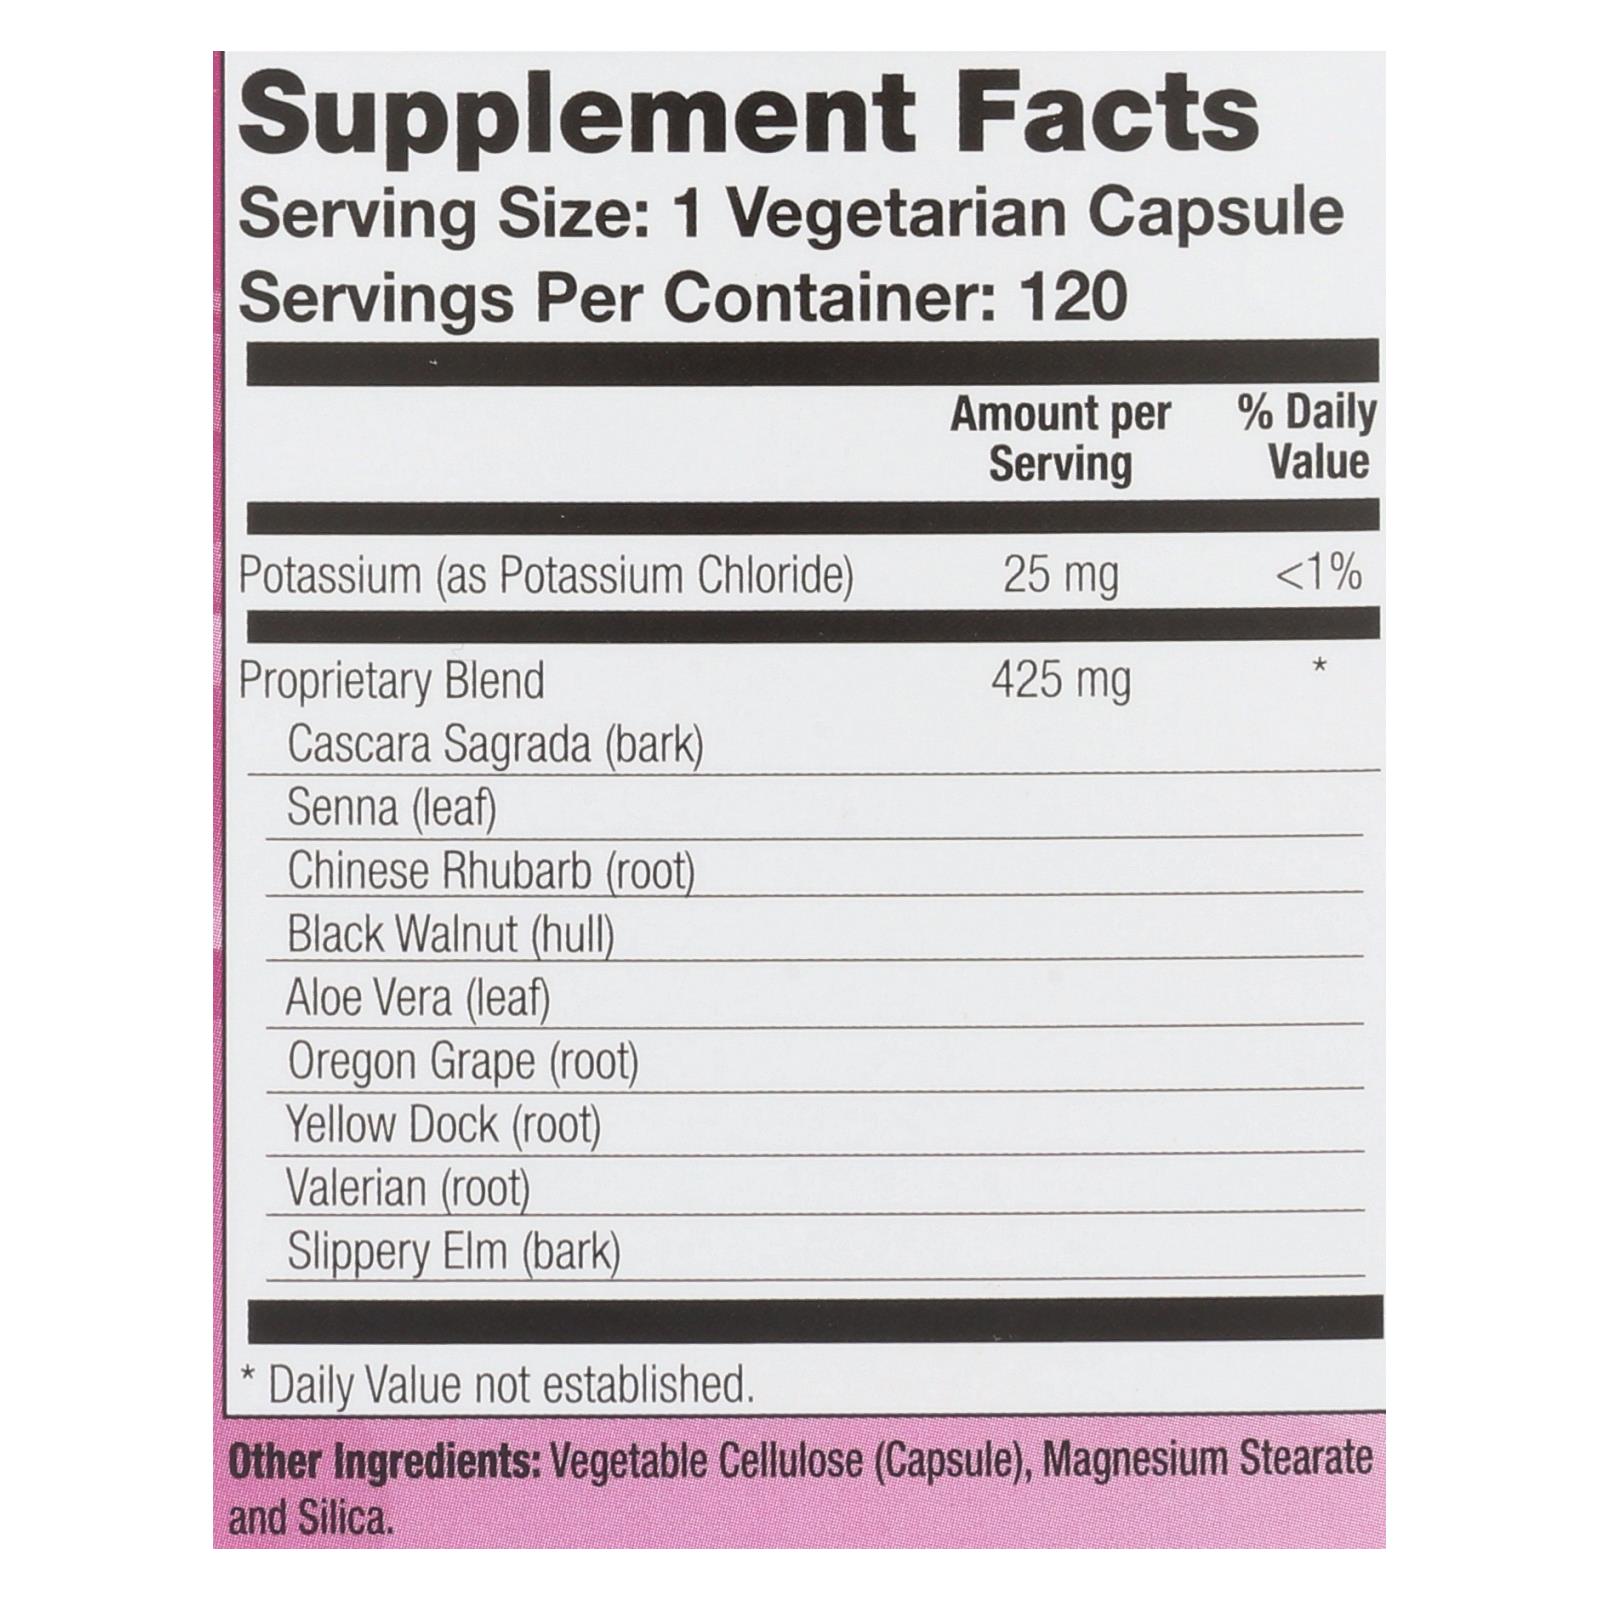 Supplement Facts
Serving Size: 1 Vegetarian Capsule
Servings Per Container: 120
Amount per Serving % Daily Value
Potassium (as Potassium Chloride) 25 mg <1%
Proprietary Blend 425 mg *
Cascara Sagrada (bark)
Senna (leaf)
Chinese Rhubarb (root)
Black Walnut (hull)
Aloe Vera (leaf)
Oregon Grape (root)
Yellow Dock (root)
Valerian (root)
Slippery Elm (bark)
* Daily Value not established.
Other Ingredients: Vegetable Cellulose (Capsule), Magnesium Stearate
and Silica.